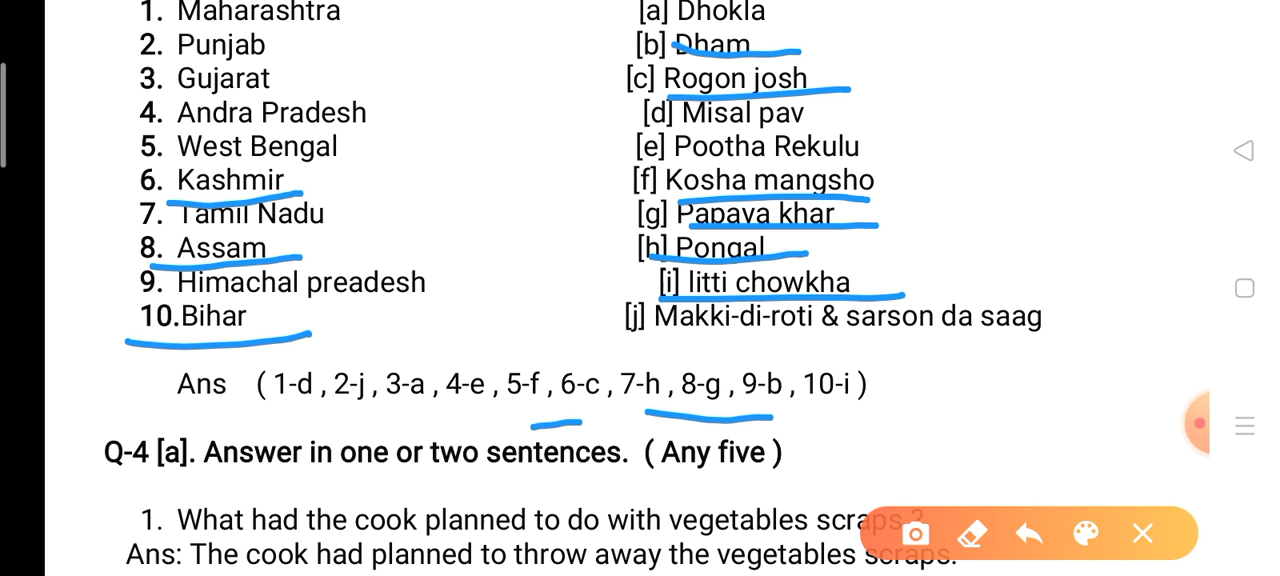 1. Maharashtra [a] Dhokla
2. Punjab [b] Dham
3. Gujarat [c] Rogon josh
4. Andra Pradesh [d] Misal pav
5. West Bengal [e] Pootha Rekulu
6. Kashmir [f] Kosha mangsho
7. Tamil Nadu [g] Papaya khar
8. Assam [h] Pongal
9. Himachal preadesh [i] litti chowkha
10.Bihar [j] Makki-di-roti & sarson da saag
Ans ( 1-d , 2-j , 3-a , 4-e , 5-f , 6-c , 7-h , 8-g , 9-b , 10-i )
Q-4 [a]. Answer in one or two sentences. ( Any five )
1. What had the cook planned to do with vegetables scraps ?
Ans: The cook had planned to throw away the vegetables scraps.